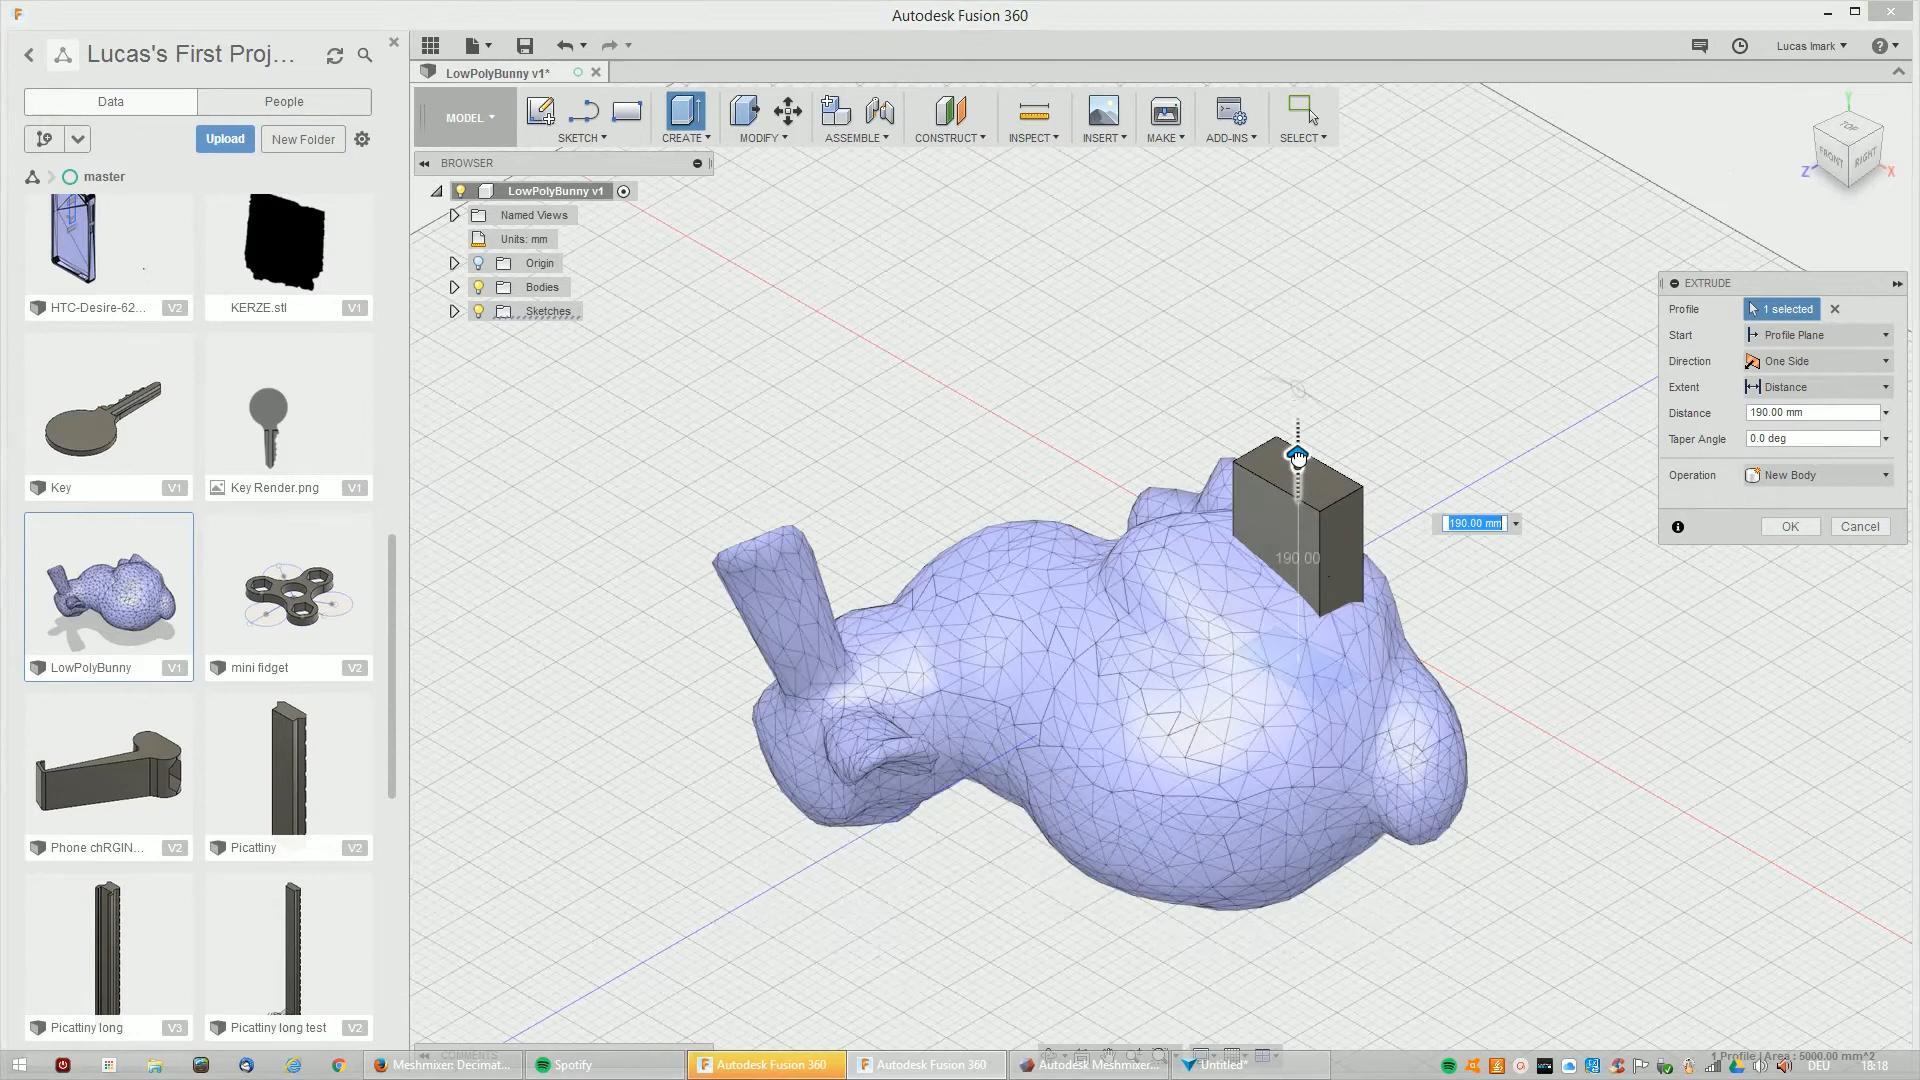 Autodesk Fusion 360
Lucas's First Proj...
Data
People
Upload
New Folder
master
HTC-Desire-62...
V2
KERZE.stl
V1
Key
V1
Key Render.png
V1
LowPolyBunny
V1
mini fidget
V2
Phone chRGIN...
V2
Picattiny
V2
Picattiny long
V3
Picattiny long test
V2
Lucas Imark
LowPolyBunny v1*
MODEL
SKETCH
CREATE
MODIFY
ASSEMBLE
CONSTRUCT
INSPECT
INSERT
MAKE
ADD-INS
SELECT
BROWSER
LowPolyBunny v1
Named Views
Units: mm
Origin
Bodies
Sketches
TOP
FRONT
RIGHT
Y
Z
X
190.00
190.00 mm
EXTRUDE
Profile
1 selected
Start
Profile Plane
Direction
One Side
Extent
Distance
Distance
190.00 mm
Taper Angle
0.0 deg
Operation
New Body
OK
Cancel
COMMENTS
1 Profile | Area : 5000.00 mm^2
Meshmixer: Decimat...
Spotify
Autodesk Fusion 360
Autodesk Fusion 360
Autodesk Meshmixer...
Untitled*
DEU
18:18